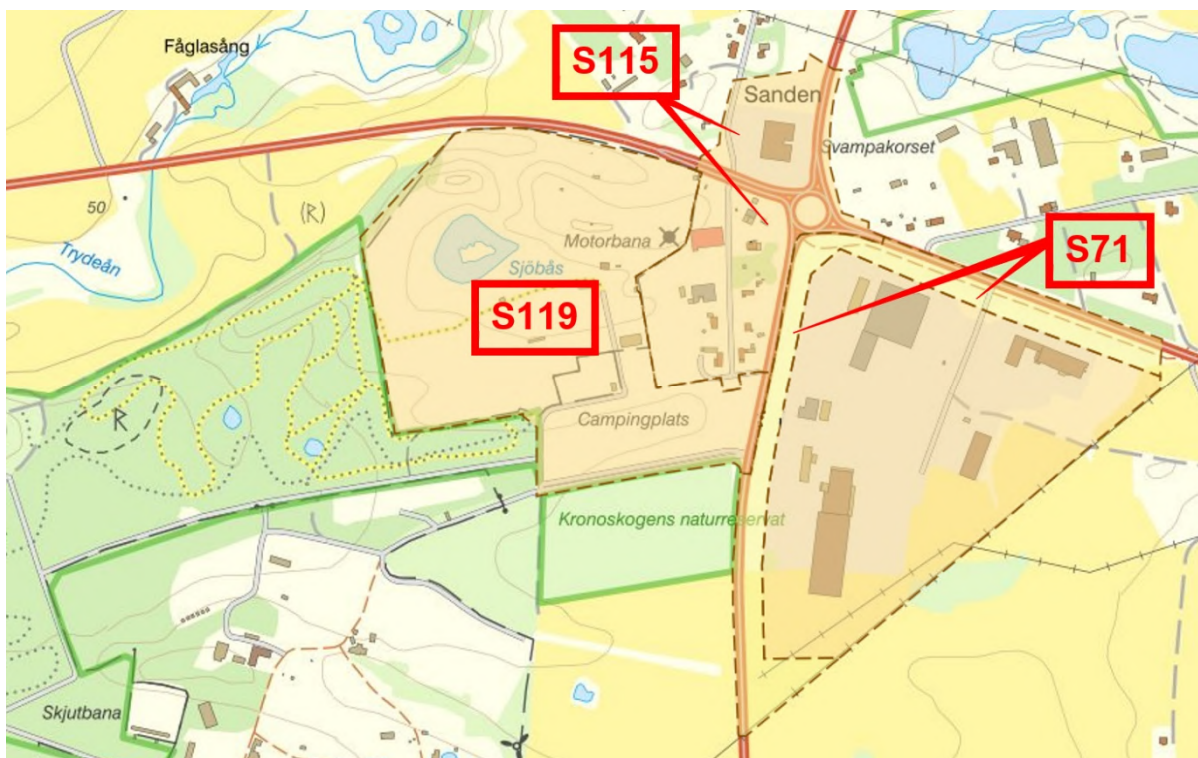 Fåglasång
S115
Sanden
Svampakorset
50
(R)
Trydeån
Motorbana
Sjöbås
S71
S119
R
Campingplats
Kronoskogens naturreservat
Skjutbana